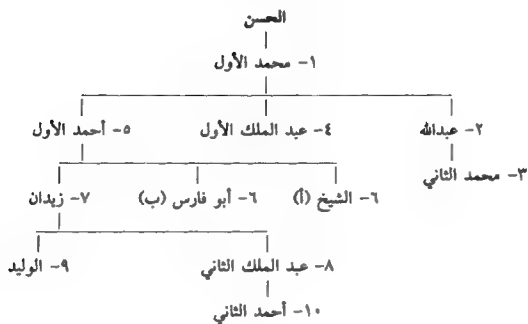 الحسن
١- محمد الأول
٢- عبدالله ٤- عبد الملك الأول ٥- أحمد الأول
٣- محمد الثاني
٦- الشيخ (أ) ٦- أبو فارس (ب) ٧- زيدان
٨- عبد الملك الثاني ٩- الوليد
١٠- أحمد الثاني